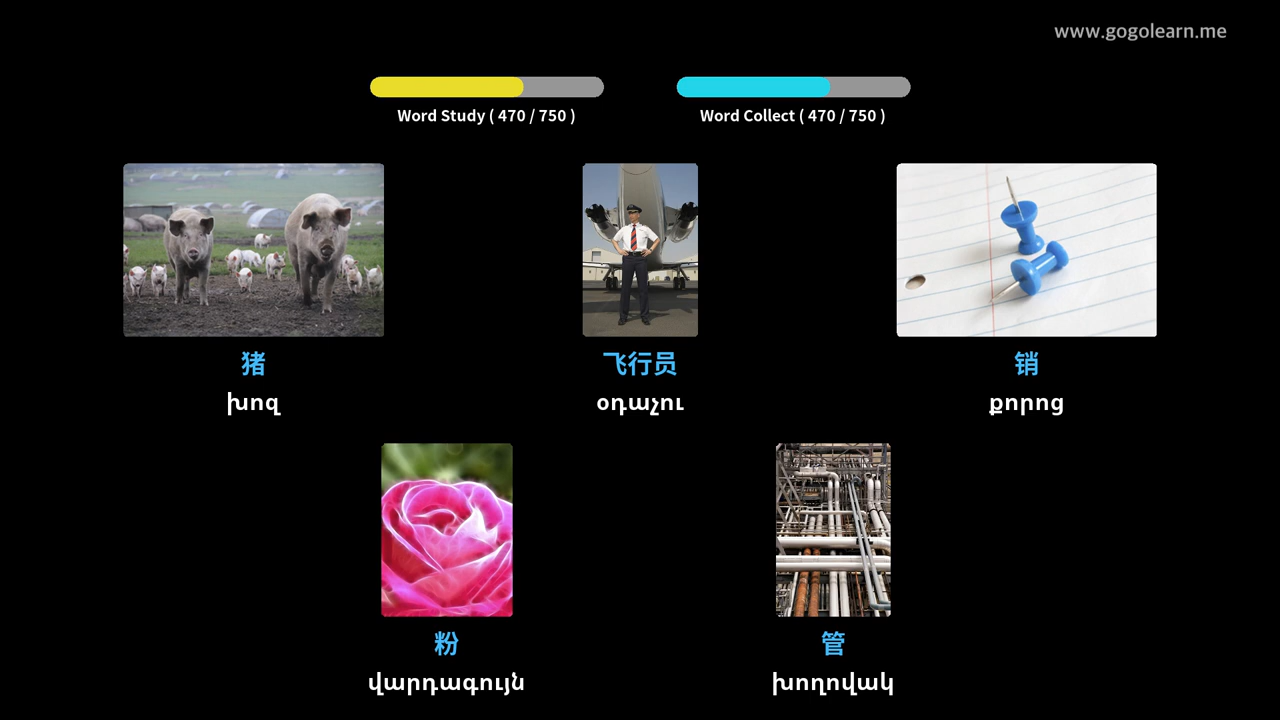 www.gogolearn.me
Word Study ( 470 / 750 )
Word Collect ( 470 / 750 )
猪
飞行员
销
խոզ
օդաչու
քորոց
粉
管
վարդագույն
խողովակ